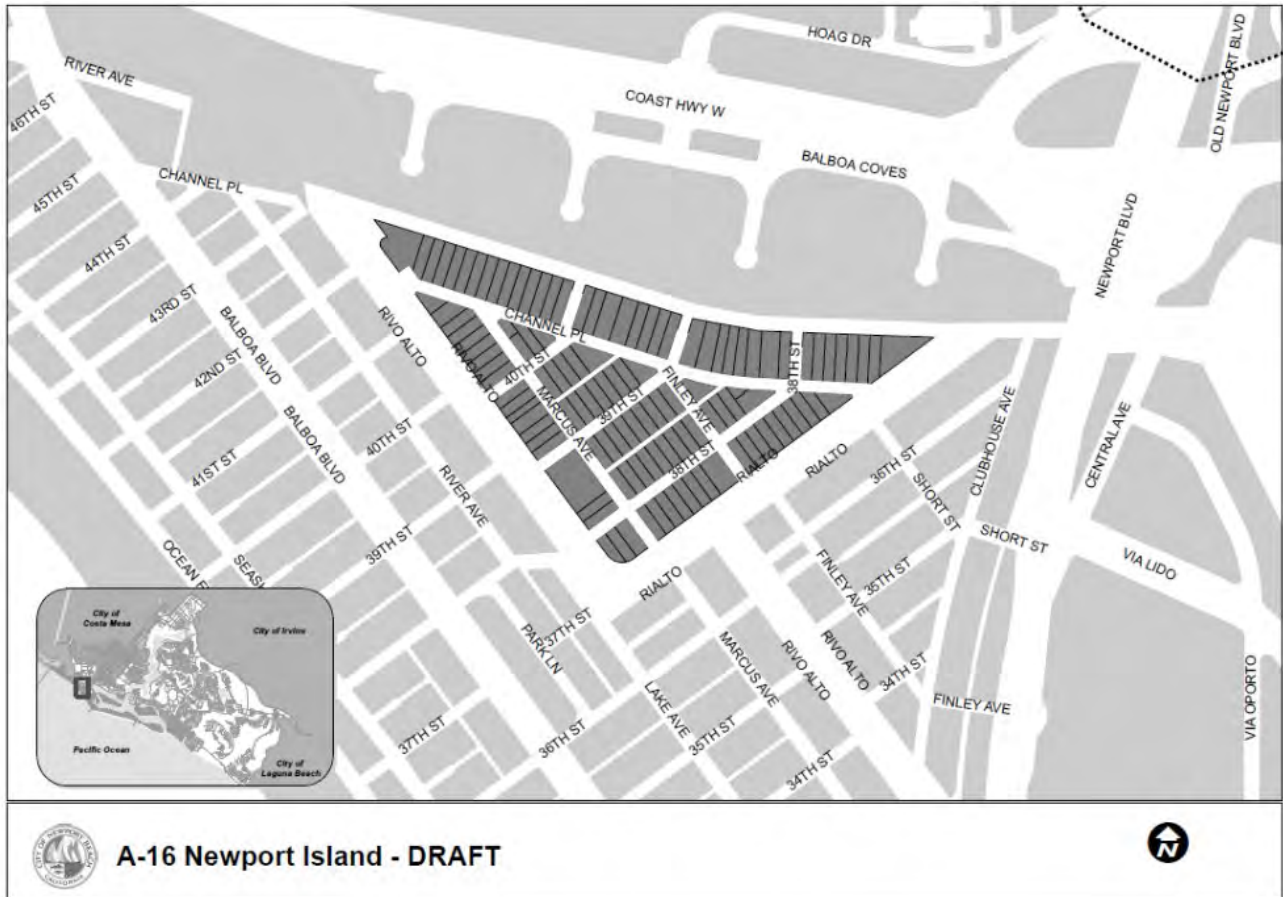 HOAG DR
OLD NEWPORT BLVD
RIVER AVE
COAST HWY W
46TH ST
BALBOA COVES
CHANNEL PL
45TH ST
NEWPORT BLVD
44TH ST
43RD ST
BALBOA BLVD
RIVO ALTO
CHANNEL PL
RIVO ALTO
40TH ST
38TH ST
42ND ST
FINLEY AVE
MARCUS AVE
39TH ST
BALBOA BLVD
40TH ST
38TH ST
RIALTO
RIALTO
36TH ST
CLUBHOUSE AVE
CENTRAL AVE
41ST ST
RIVER AVE
SHORT ST
SHORT ST
39TH ST
VIA LIDO
OCEAN
FINLEY AVE
35TH ST
RIALTO
37TH ST
PARK LN
MARCUS AVE
RIVO ALTO
RIVO ALTO
34TH ST
LAKE AVE
FINLEY AVE
VIA OPORTO
37TH ST
36TH ST
35TH ST
34TH ST
City of
Costa Mesa
City of Irvine
Pacific Ocean
City of
Laguna Beach
CITY OF NEWPORT BEACH
CALIFORNIA
A-16 Newport Island - DRAFT
N